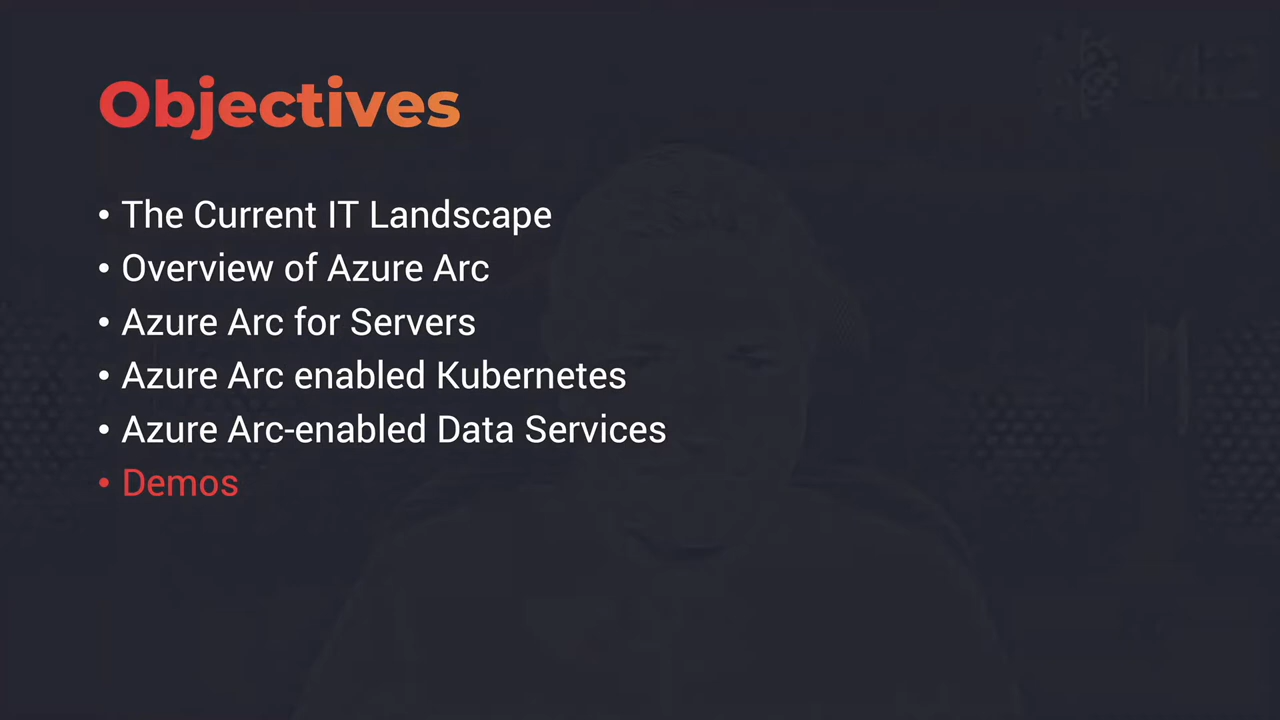 Objectives
• The Current IT Landscape
• Overview of Azure Arc
• Azure Arc for Servers
• Azure Arc enabled Kubernetes
• Azure Arc-enabled Data Services
• Demos